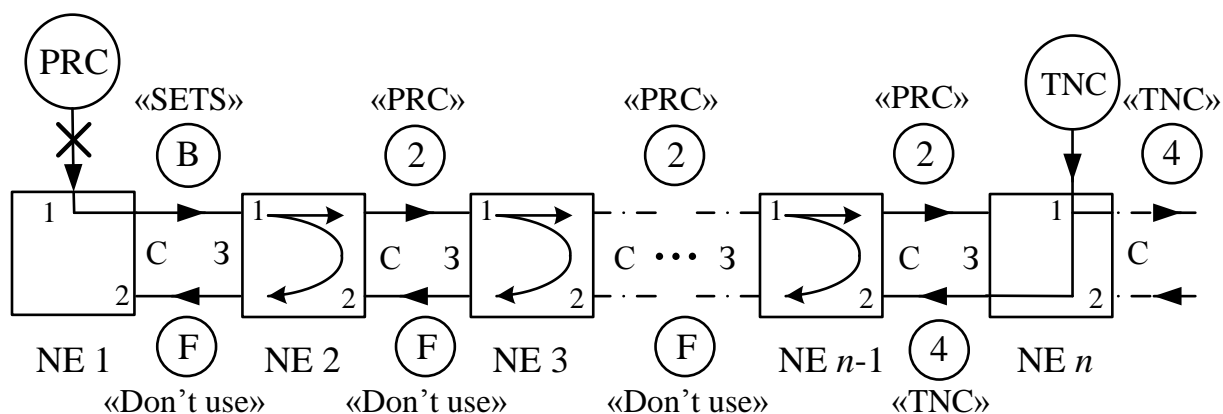 PRC
TNC
«SETS»
«PRC»
«PRC»
«PRC»
«TNC»
B
2
2
2
4
1
1
1
1
1
C 3
C 3
C ••• 3
C 3
C
2
2
2
2
2
F
F
F
4
NE 1
NE 2
NE 3
NE n-1
NE n
«Don't use»
«Don't use»
«Don't use»
«TNC»